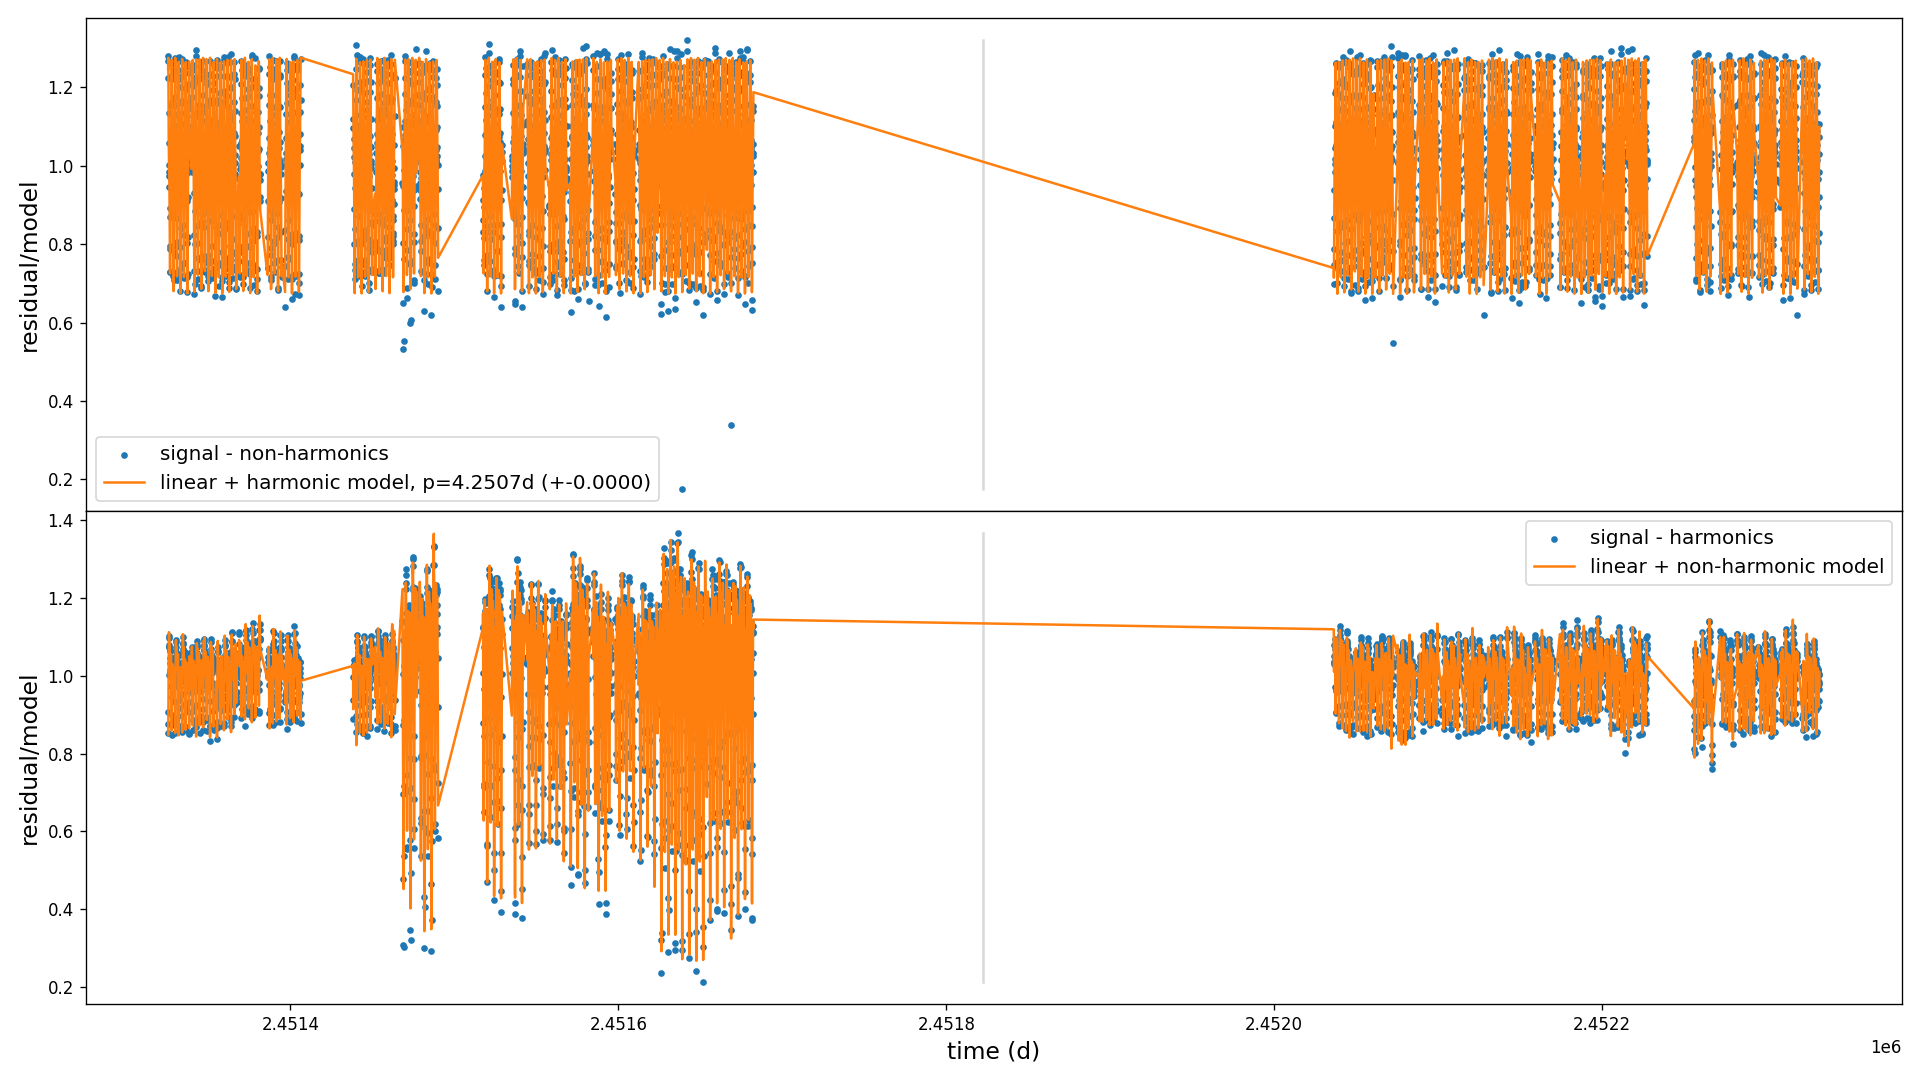 residual/model
1.2
1.0
0.8
0.6
0.4
0.2
signal - non-harmonics
linear + harmonic model, p=4.2507d (+-0.0000)
residual/model
1.4
1.2
1.0
0.8
0.6
0.4
0.2
signal - harmonics
linear + non-harmonic model
2.4514 2.4516 2.4518 2.4520 2.4522
1e6
time (d)